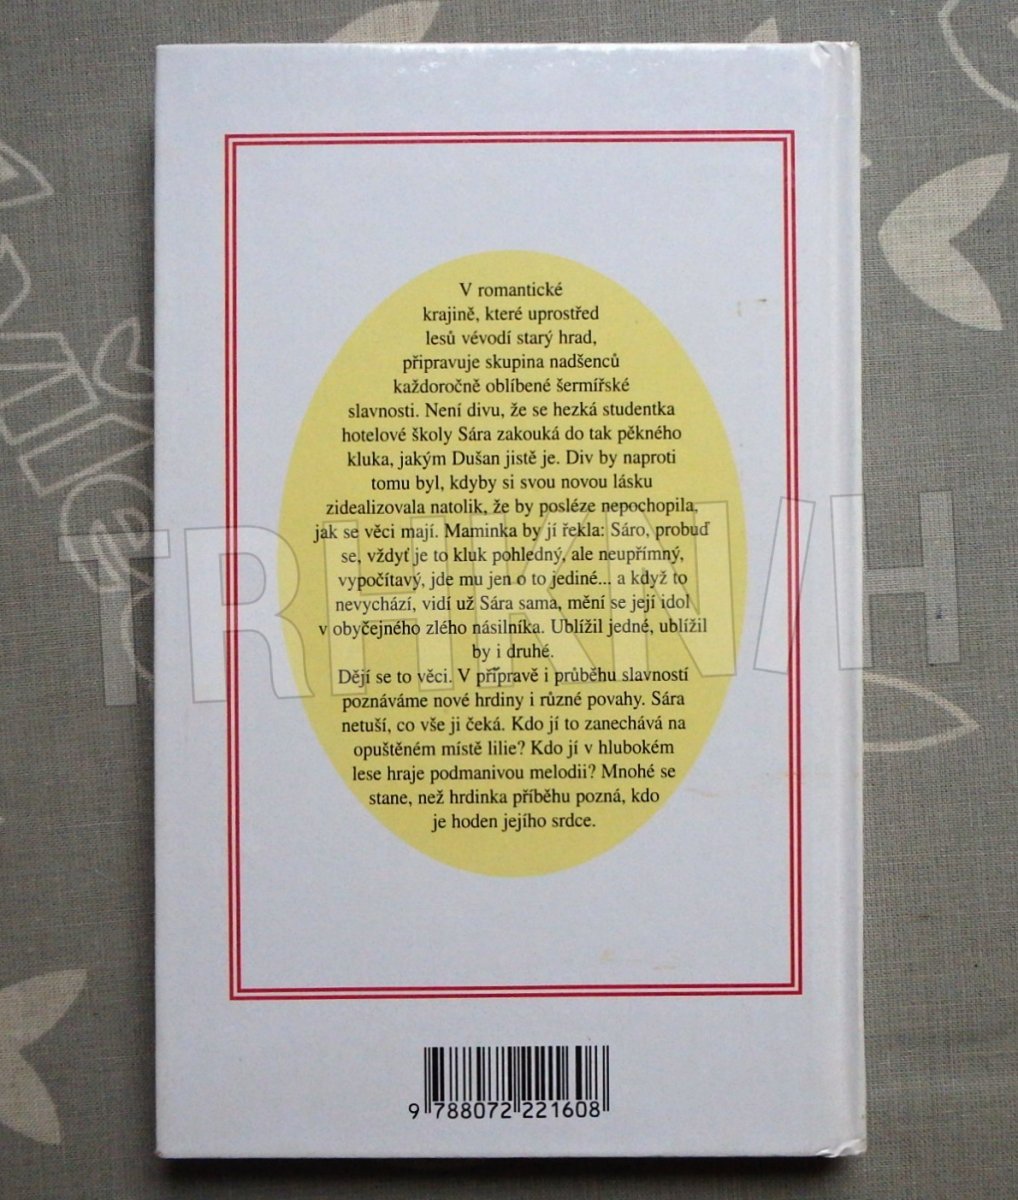 V romantické
krajině, které uprostřed
lesů vévodí starý hrad,
připravuje skupina nadšenců
každoročně oblíbené šermířské
slavnosti. Není divu, že se hezká studentka
hotelové školy Sára zakouká do tak pěkného
kluka, jakým Dušan jistě je. Div by naproti
tomu byl, kdyby si svou novou lásku
zidealizovala natolik, že by posléze nepochopila,
jak se věci mají. Maminka by jí řekla: Sáro, probuď
se, vždyť je to kluk pohledný, ale neupřímný,
vypočítavý, jde mu jen o to jediné... a když to
nevychází, vidí už Sára sama, mění se její idol
v obyčejného zlého násilníka. Ublížil jedné, ublížil
by i druhé.
Dějí se to věci. V přípravě i průběhu slavností
poznáváme nové hrdiny i různé povahy. Sára
netuší, co vše ji čeká. Kdo jí to zanechává na
opuštěném místě lilie? Kdo jí v hlubokém
lese hraje podmanivou melodii? Mnohé se
stane, než hrdinka příběhu pozná, kdo
je hoden jejího srdce.
TRHKNIH
9 788072 221608